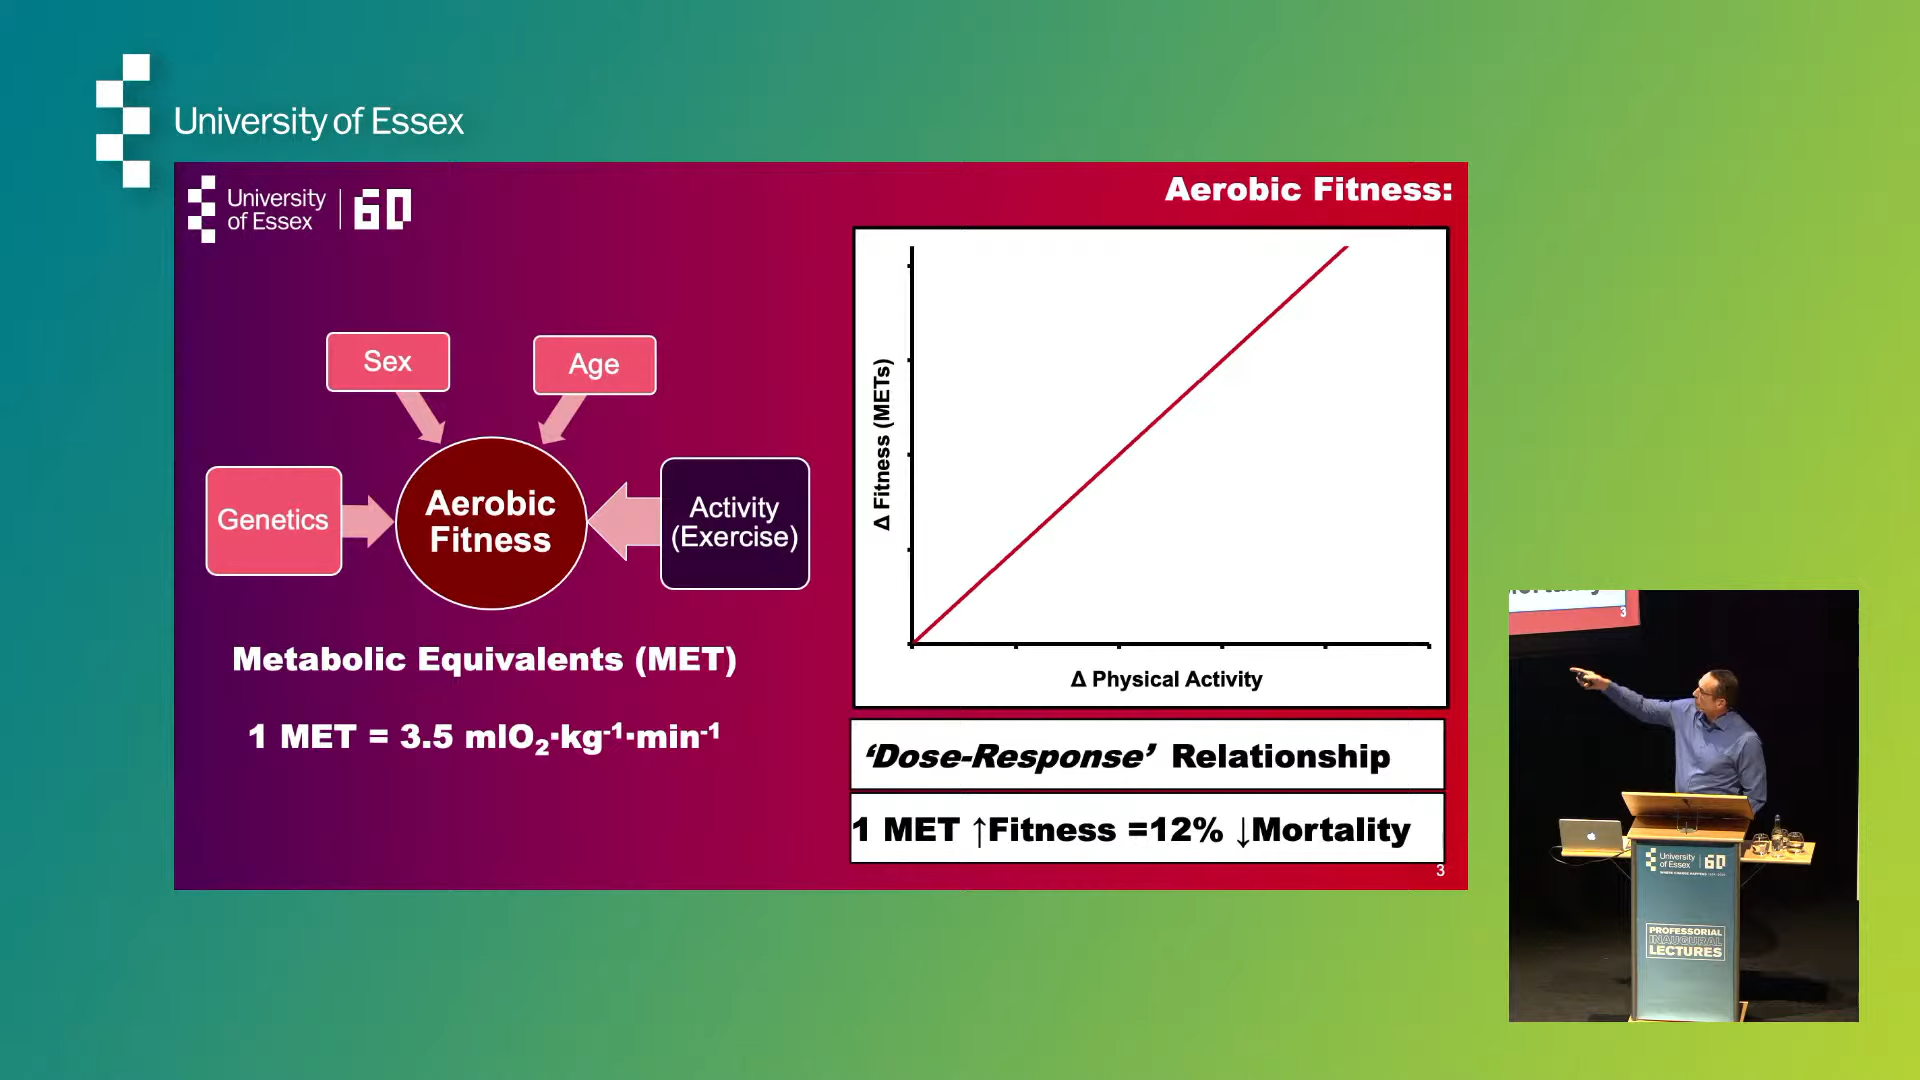 University of Essex
University
of Essex
60
Aerobic Fitness:
Sex
Age
Genetics
Aerobic
Fitness
Activity
(Exercise)
Metabolic Equivalents (MET)
1 MET = 3.5 mlO₂·kg⁻¹·min⁻¹
Δ Fitness (METs)
Δ Physical Activity
‘Dose-Response’ Relationship
1 MET ↑Fitness =12% ↓Mortality
3
3
University
of Essex
60
PROFESSORIAL
INAUGURAL
LECTURES